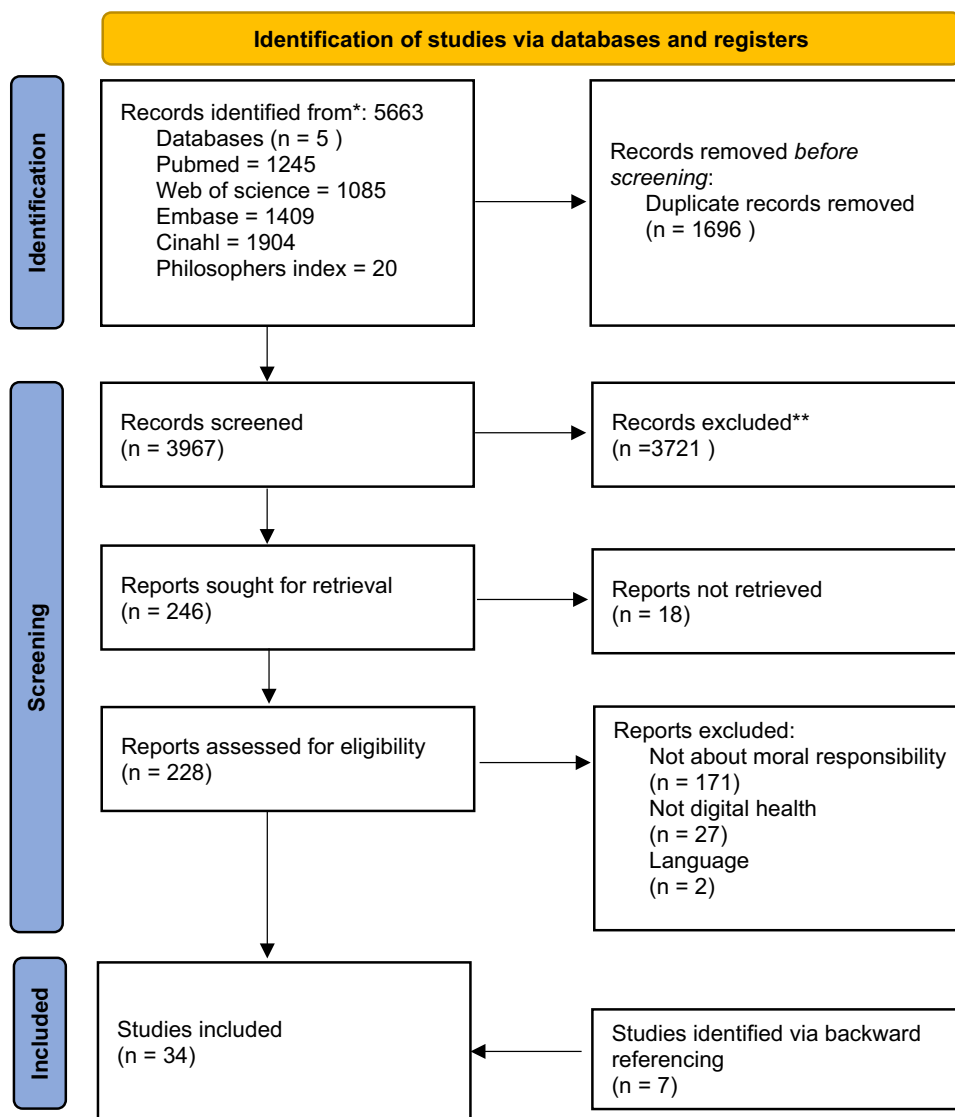 Identification of studies via databases and registers
Identification
Records identified from*: 5663
Databases (n = 5 )
Pubmed = 1245
Web of science = 1085
Embase = 1409
Cinahl = 1904
Philosophers index = 20
Records removed before
screening:
Duplicate records removed
(n = 1696 )
Screening
Records screened
(n = 3967)
Records excluded**
(n =3721 )
Reports sought for retrieval
(n = 246)
Reports not retrieved
(n = 18)
Reports assessed for eligibility
(n = 228)
Reports excluded:
Not about moral responsibility
(n = 171)
Not digital health
(n = 27)
Language
(n = 2)
Included
Studies included
(n = 34)
Studies identified via backward
referencing
(n = 7)